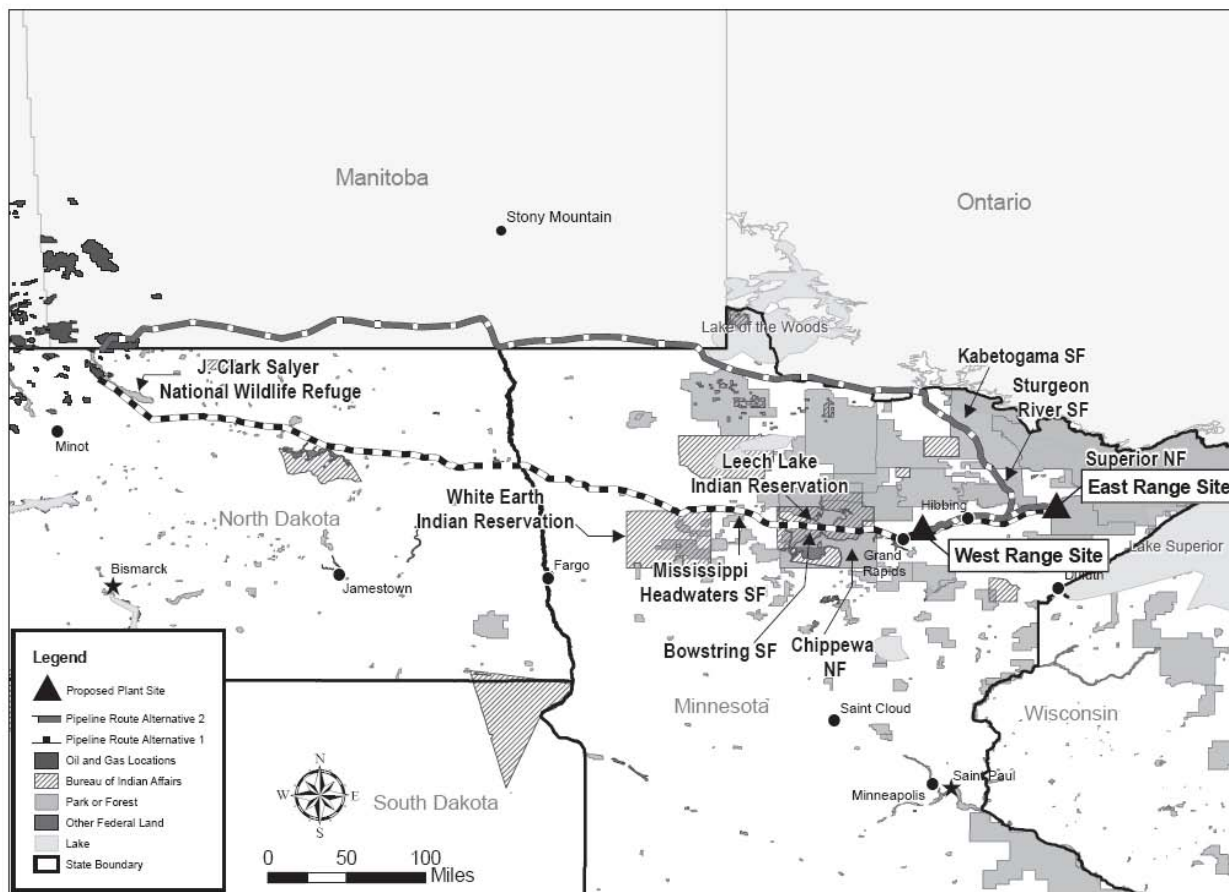 Manitoba
Ontario
Stony Mountain
Lake of the Woods
Kabetogama SF
Sturgeon
River SF
J. Clark Salyer
National Wildlife Refuge
Minot
Leech Lake
Indian Reservation
Superior NF
East Range Site
White Earth
Indian Reservation
Hibbing
North Dakota
West Range Site
Lake Superior
Grand
Rapids
Bismarck
Jamestown
Fargo
Mississippi
Headwaters SF
Duluth
Bowstring SF
Chippewa
NF
Minnesota
Saint Cloud
Wisconsin
Minneapolis
Saint Paul
South Dakota
N
W
E
S
0
50
100
Miles
Legend
Proposed Plant Site
Pipeline Route Alternative 2
Pipeline Route Alternative 1
Oil and Gas Locations
Bureau of Indian Affairs
Park or Forest
Other Federal Land
Lake
State Boundary